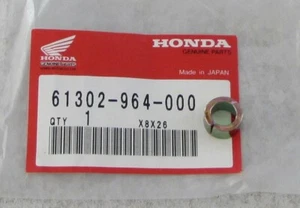 HONDA
HONDA
GENUINE PARTS
Made in JAPAN
61302-964-000
QTY 1 X8X26